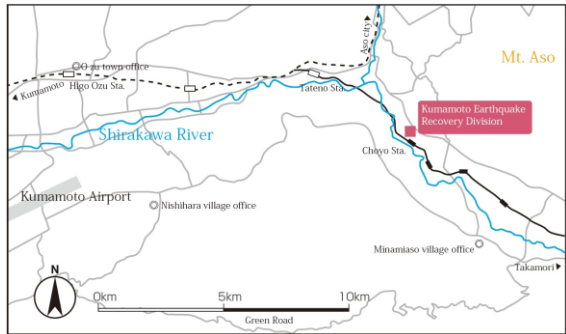 Aso city▶
Mt. Aso
O zu town office
◀ Kumamoto
Higo Ozu Sta.
Tateno Sta.
Kumamoto Earthquake
Recovery Division
Shirakawa River
Choyo Sta.
Kumamoto Airport
Nishihara village office
Minamiaso village office
Takamori▶
N
0km
5km
10km
Green Road